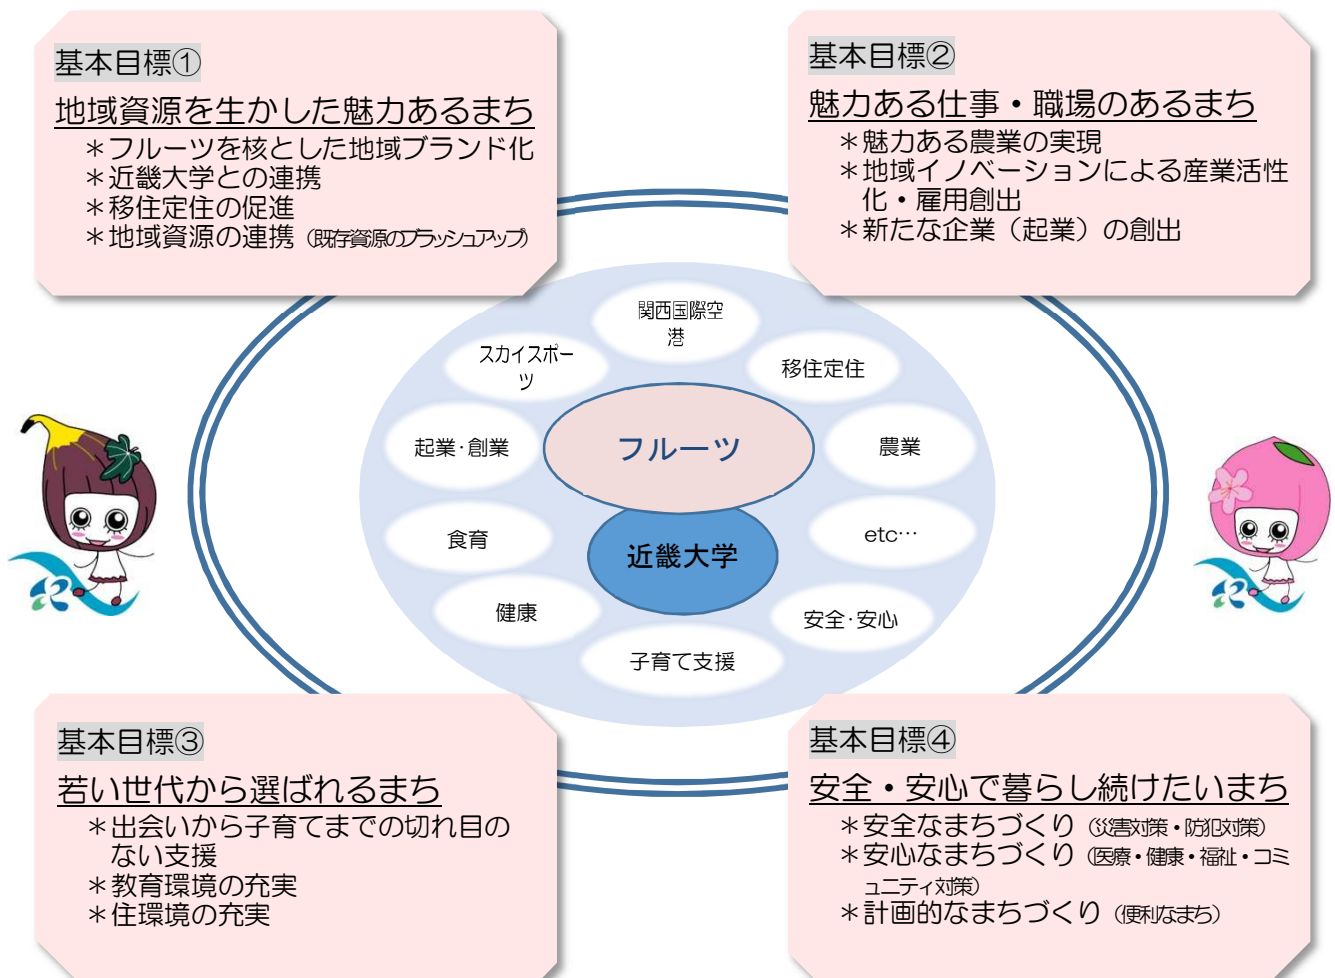 基本目標①
地域資源を生かした魅力あるまち
＊フルーツを核とした地域ブランド化
＊近畿大学との連携
＊移住定住の促進
＊地域資源の連携（既存資源のブラッシュアップ）
基本目標②
魅力ある仕事・職場のあるまち
＊魅力ある農業の実現
＊地域イノベーションによる産業活性
化・雇用創出
＊新たな企業（起業）の創出
関西国際空
港
スカイスポー
ツ
移住定住
起業・創業
フルーツ
農業
食育
近畿大学
etc…
健康
安全・安心
子育て支援
基本目標③
若い世代から選ばれるまち
＊出会いから子育てまでの切れ目の
ない支援
＊教育環境の充実
＊住環境の充実
基本目標④
安全・安心で暮らし続けたいまち
＊安全なまちづくり（災害対策・防犯対策）
＊安心なまちづくり（医療・健康・福祉・コミ
ュニティ対策）
＊計画的なまちづくり（便利なまち）